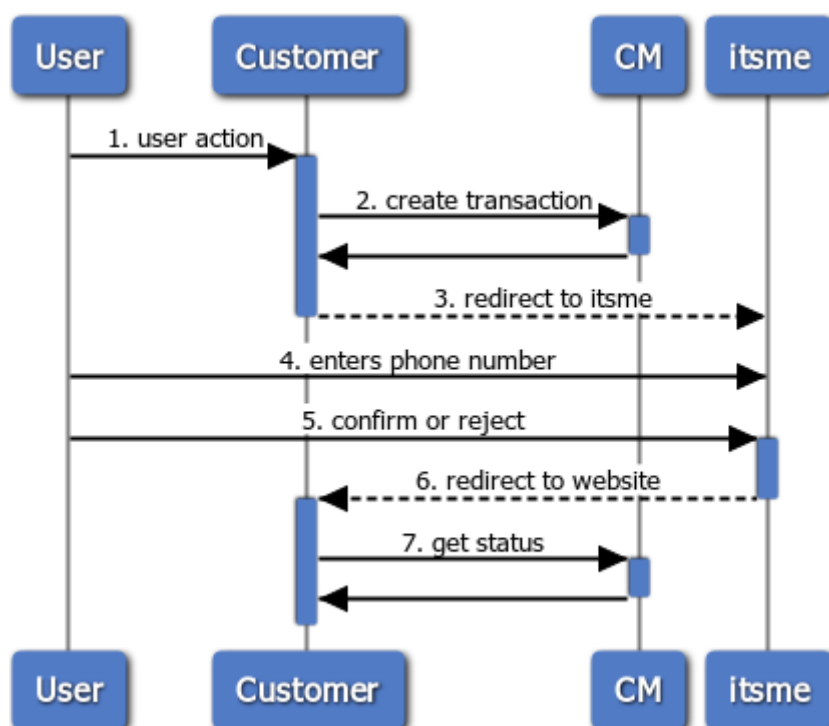 User Customer CM itsme
1. user action
2. create transaction
3. redirect to itsme
4. enters phone number
5. confirm or reject
6. redirect to website
7. get status
User Customer CM itsme